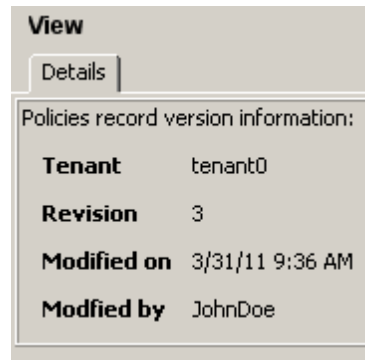 View
Details
Policies record version information:
Tenant tenant0
Revision 3
Modified on 3/31/11 9:36 AM
Modfied by JohnDoe